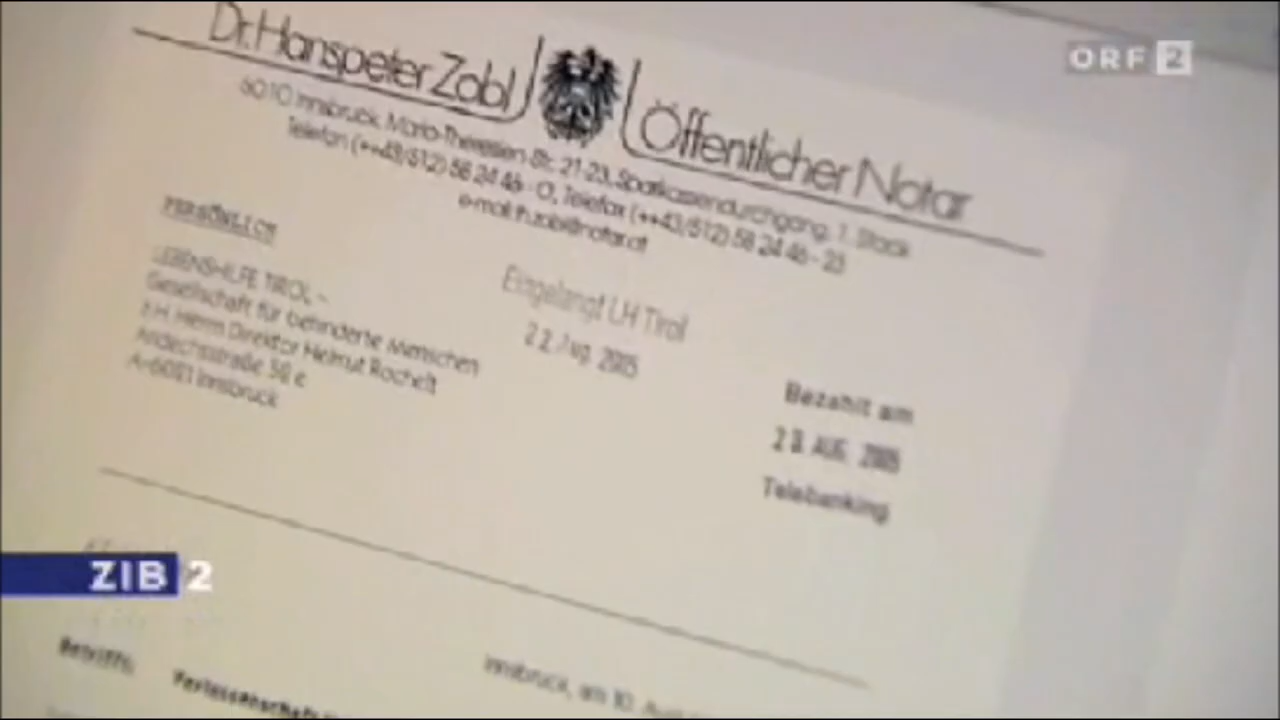 ORF 2
Dr. Hanspeter Zobl Öffentlicher Notar
6010 Innsbruck, Maria-Theresien-Str. 21-23, Sparkassendurchgang, 1. Stock
Telefon (++43/512) 58 24 46 - 0, Telefax (++43/512) 58 24 46 - 23
PERSÖNLICH
LEBENSHILFE TIROL -
Gesellschaft für behinderte Menschen
z.H. Herrn Direktor Helmut Rochelt
Andechsstraße
Innsbruck
Eingelangt LH Tirol
22. Aug. 2005
Bezahlt am
AUG. 2005
Telebanking
ZIB 2
Innsbruck, am 10.
Betrifft: